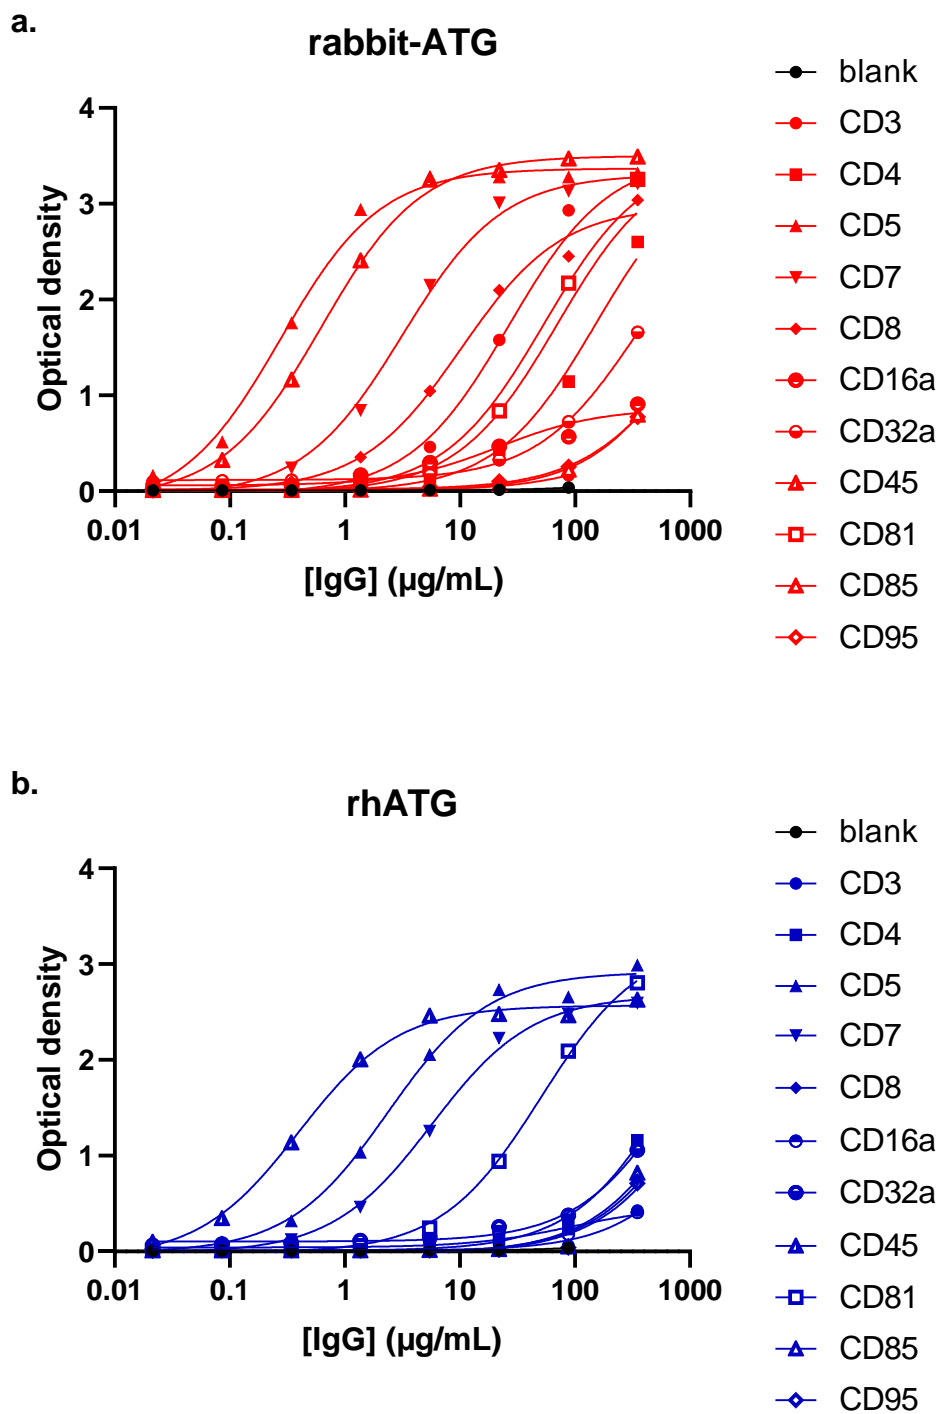 a.
rabbit-ATG
Optical density
4
3
2
1
0
0.01 0.1 1 10 100 1000
[IgG] (µg/mL)
blank
CD3
CD4
CD5
CD7
CD8
CD16a
CD32a
CD45
CD81
CD85
CD95
b.
rhATG
Optical density
4
3
2
1
0
0.01 0.1 1 10 100 1000
[IgG] (µg/mL)
blank
CD3
CD4
CD5
CD7
CD8
CD16a
CD32a
CD45
CD81
CD85
CD95